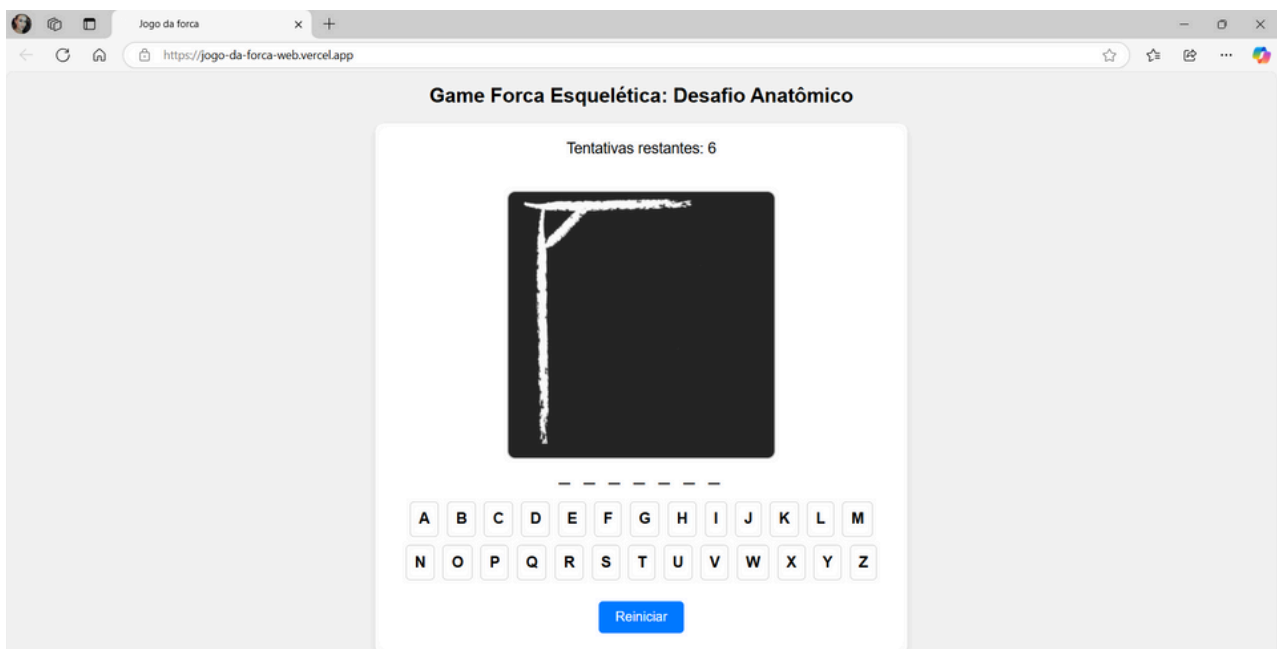 Jogo da forca
https://jogo-da-forca-web.vercel.app
Game Forca Esquelética: Desafio Anatômico
Tentativas restantes: 6
_ _ _ _ _ _ _
A B C D E F G H I J K L M
N O P Q R S T U V W X Y Z
Reiniciar